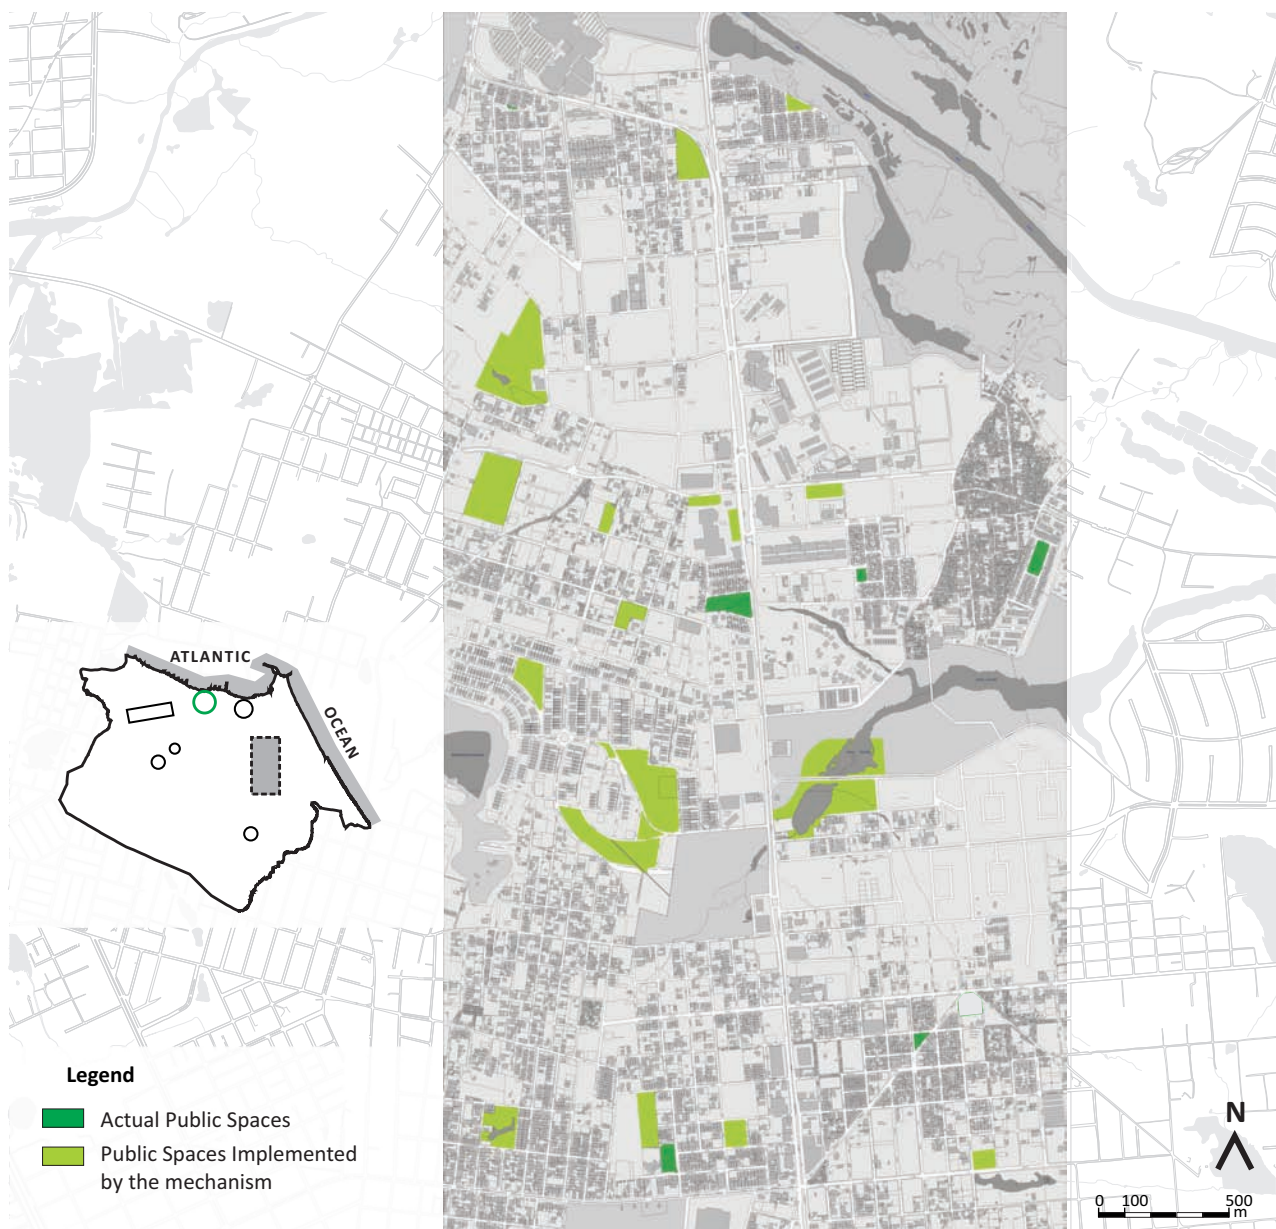 ATLANTIC
OCEAN
Legend
Actual Public Spaces
Public Spaces Implemented
by the mechanism
N
0 100 500
m